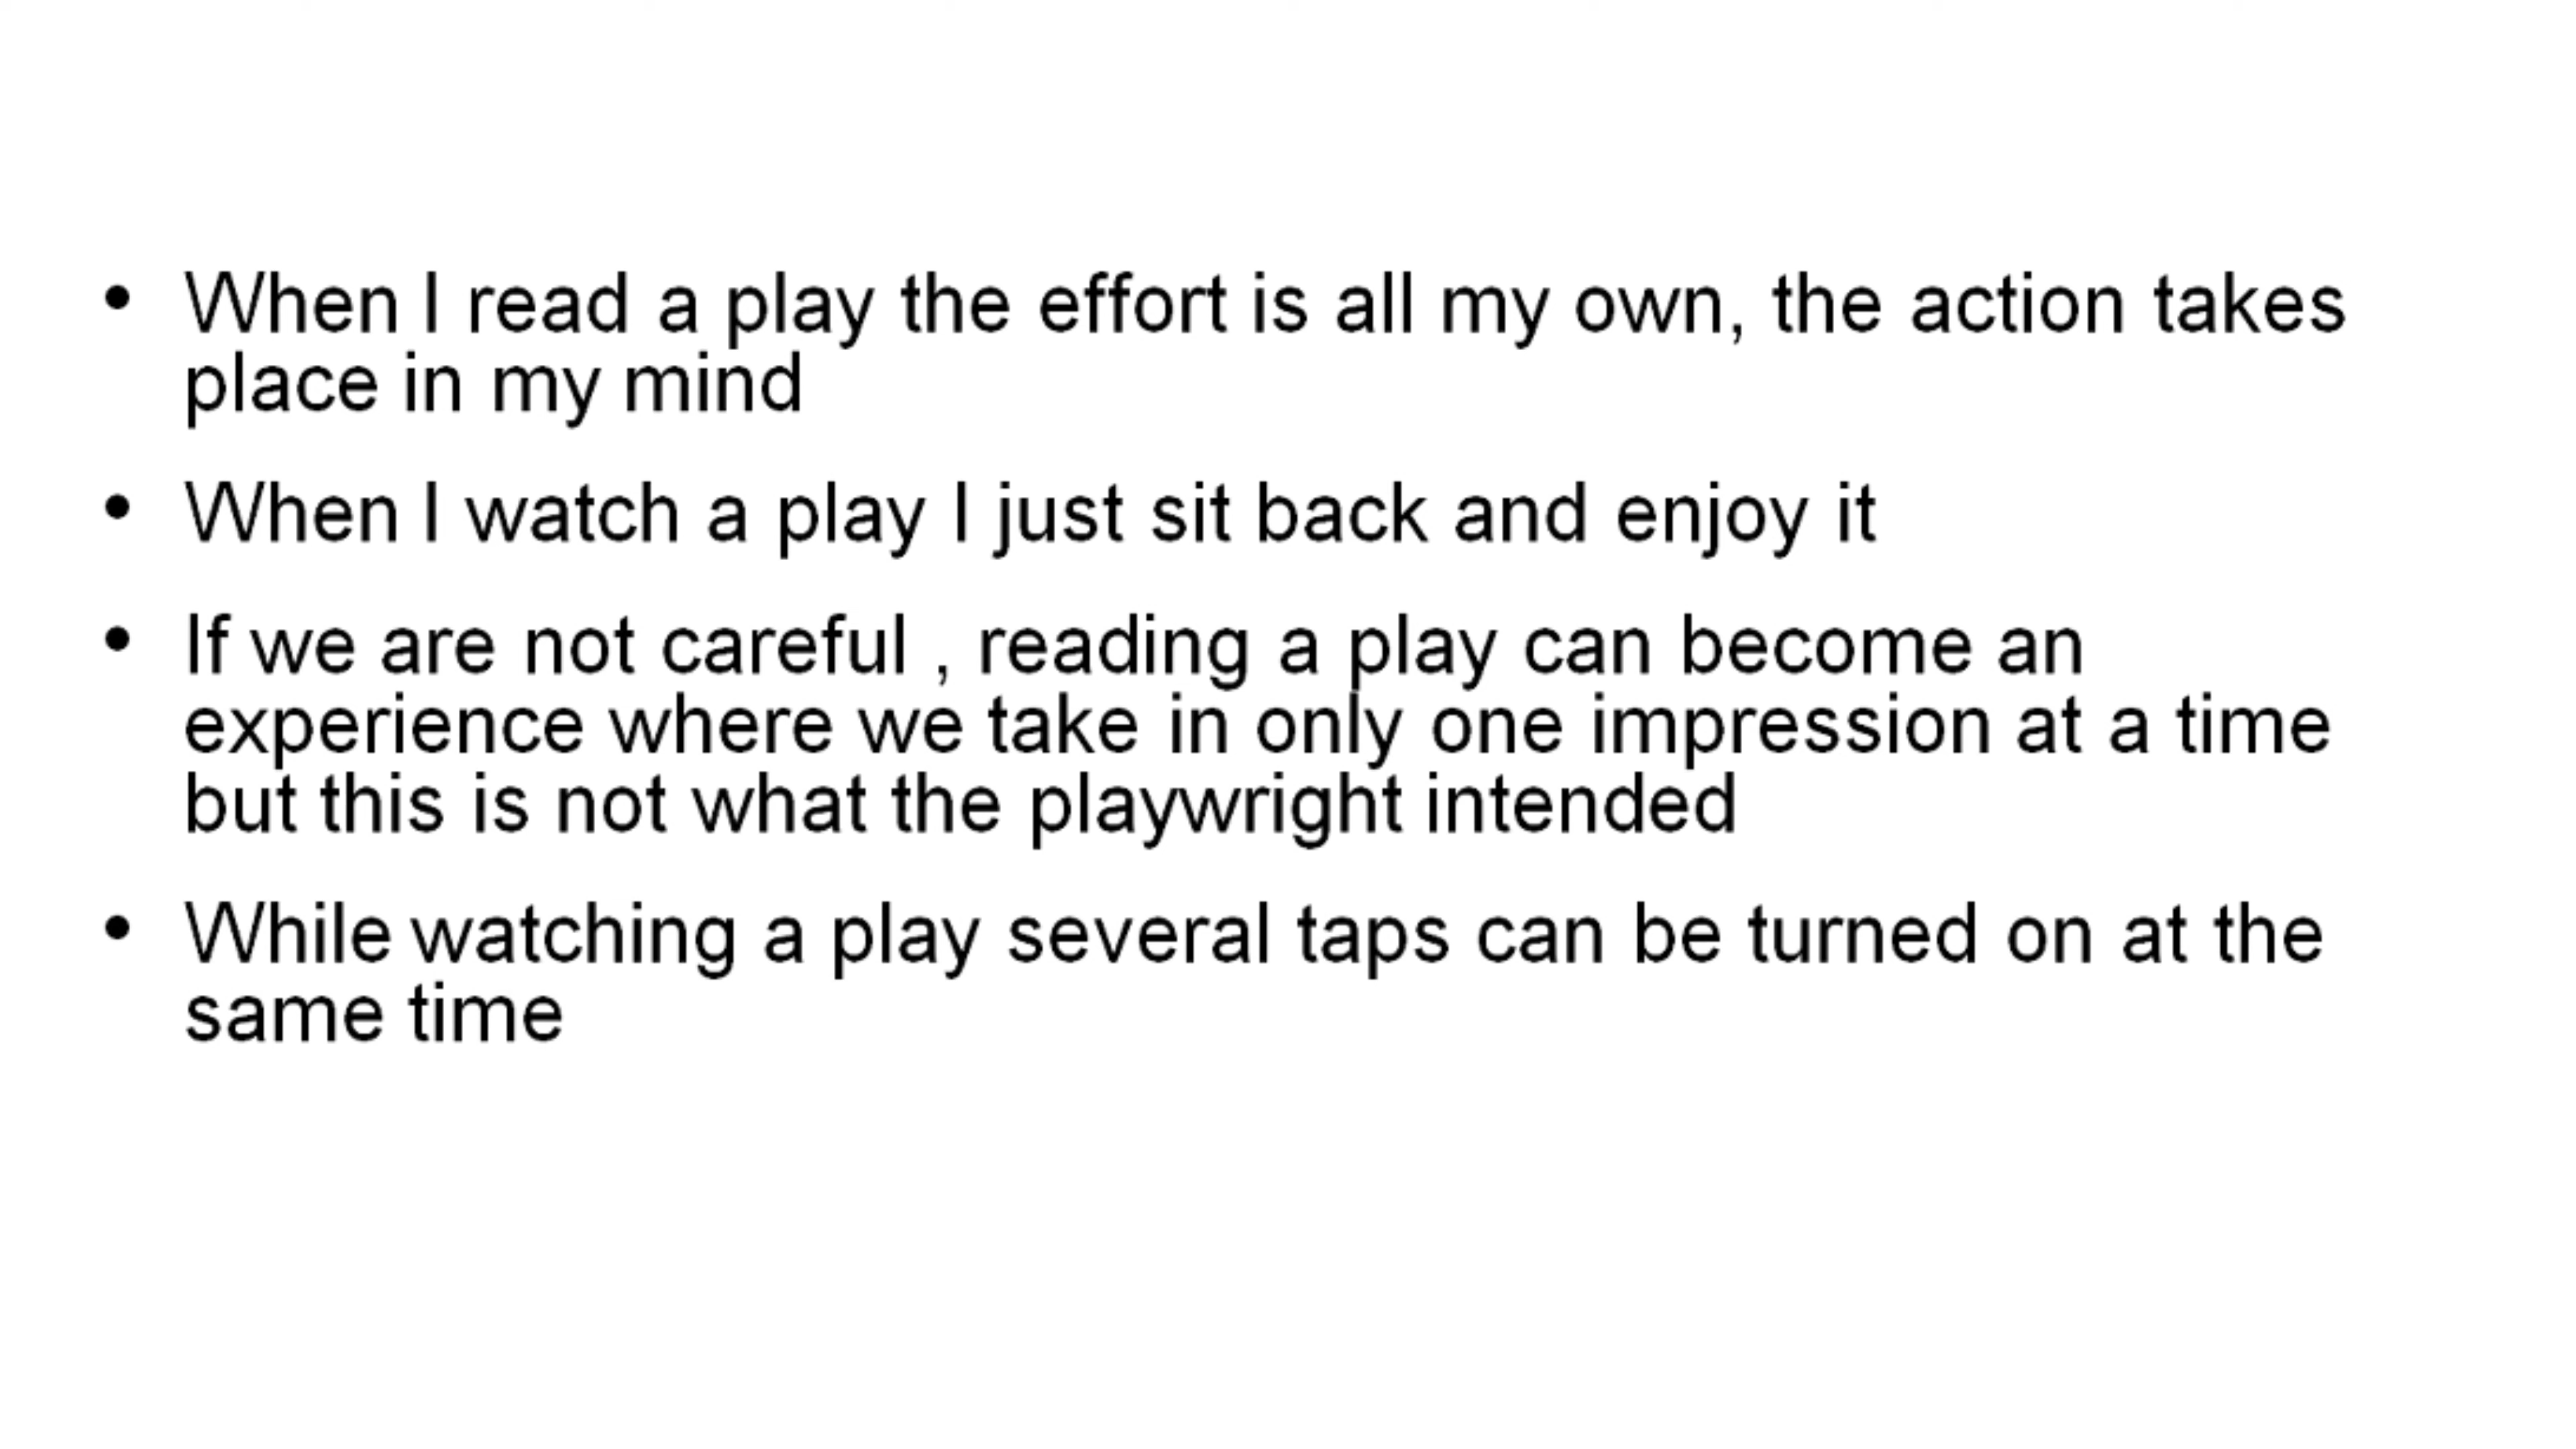 • When I read a play the effort is all my own, the action takes
place in my mind
• When I watch a play I just sit back and enjoy it
• If we are not careful , reading a play can become an
experience where we take in only one impression at a time
but this is not what the playwright intended
• While watching a play several taps can be turned on at the
same time